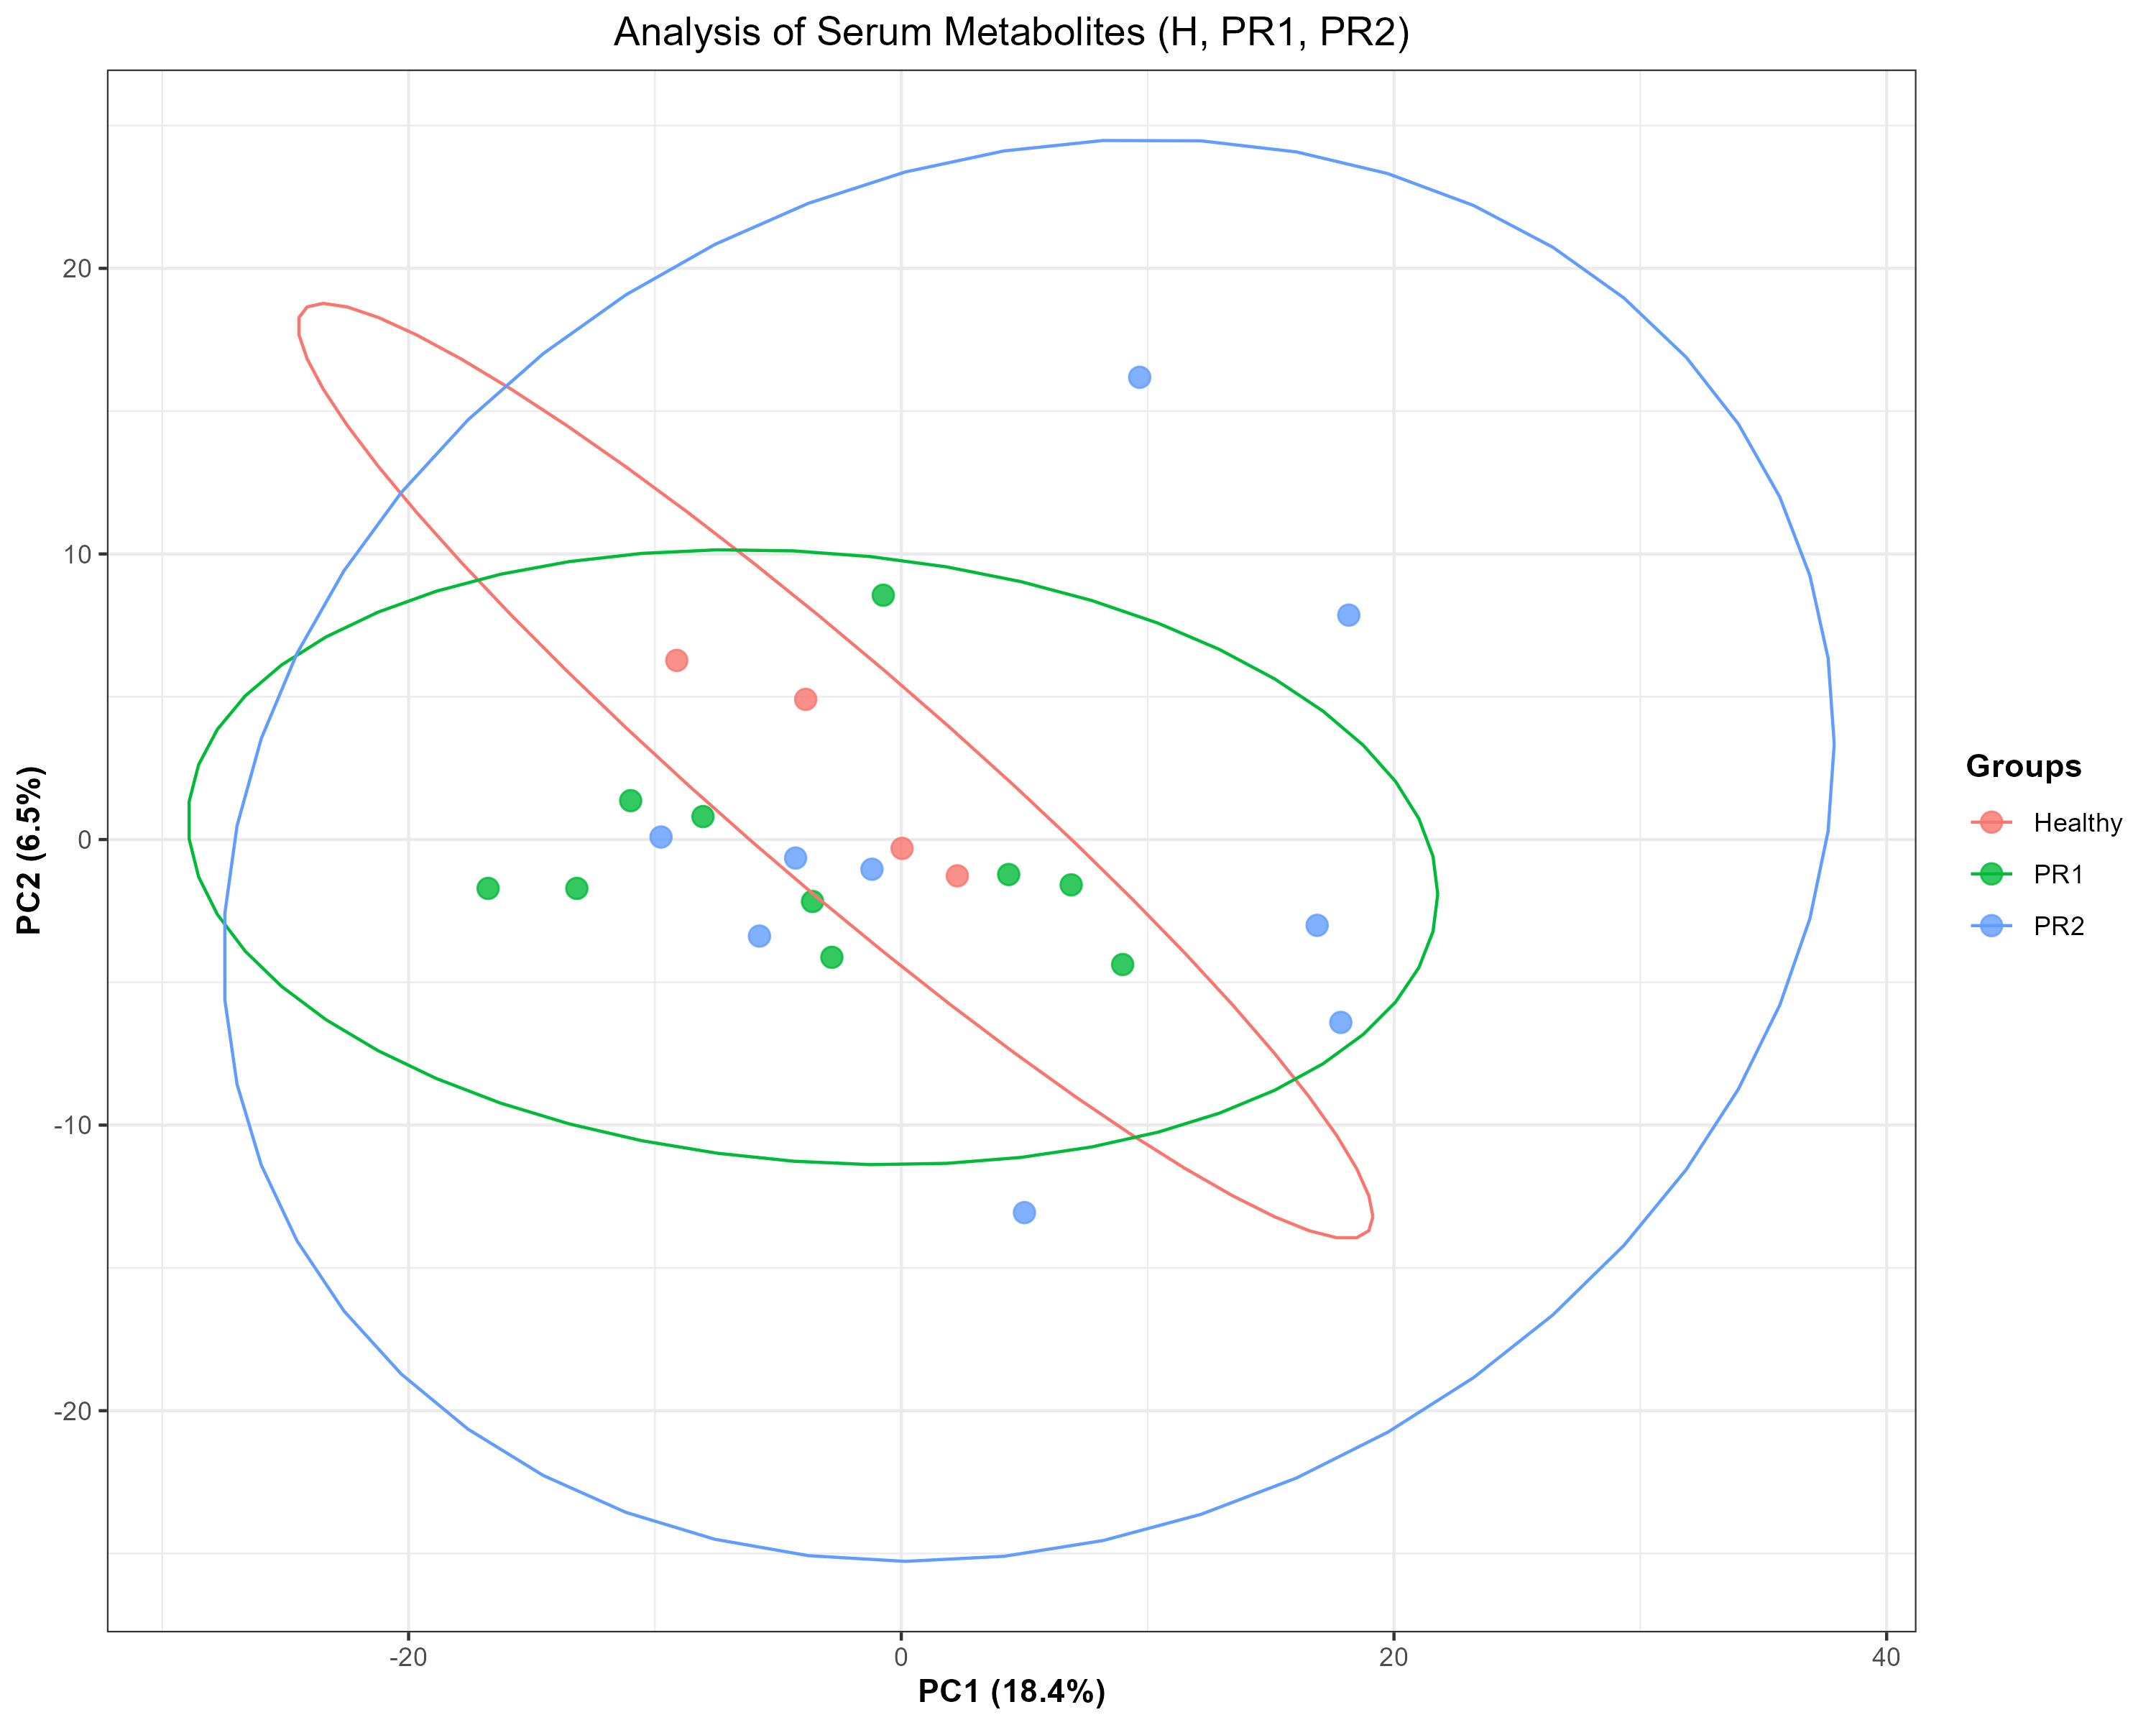 Analysis of Serum Metabolites (H, PR1, PR2)
20
10
0
-10
-20
PC2 (6.5%)
-20
0
20
40
PC1 (18.4%)
Groups
Healthy
PR1
PR2